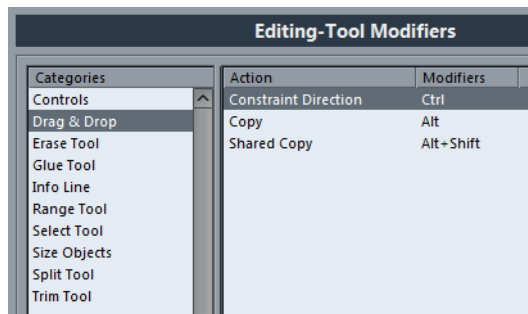 Editing-Tool Modifiers
Categories
Controls
Drag & Drop
Erase Tool
Glue Tool
Info Line
Range Tool
Select Tool
Size Objects
Split Tool
Trim Tool
Action Modifiers
Constraint Direction Ctrl
Copy Alt
Shared Copy Alt+Shift